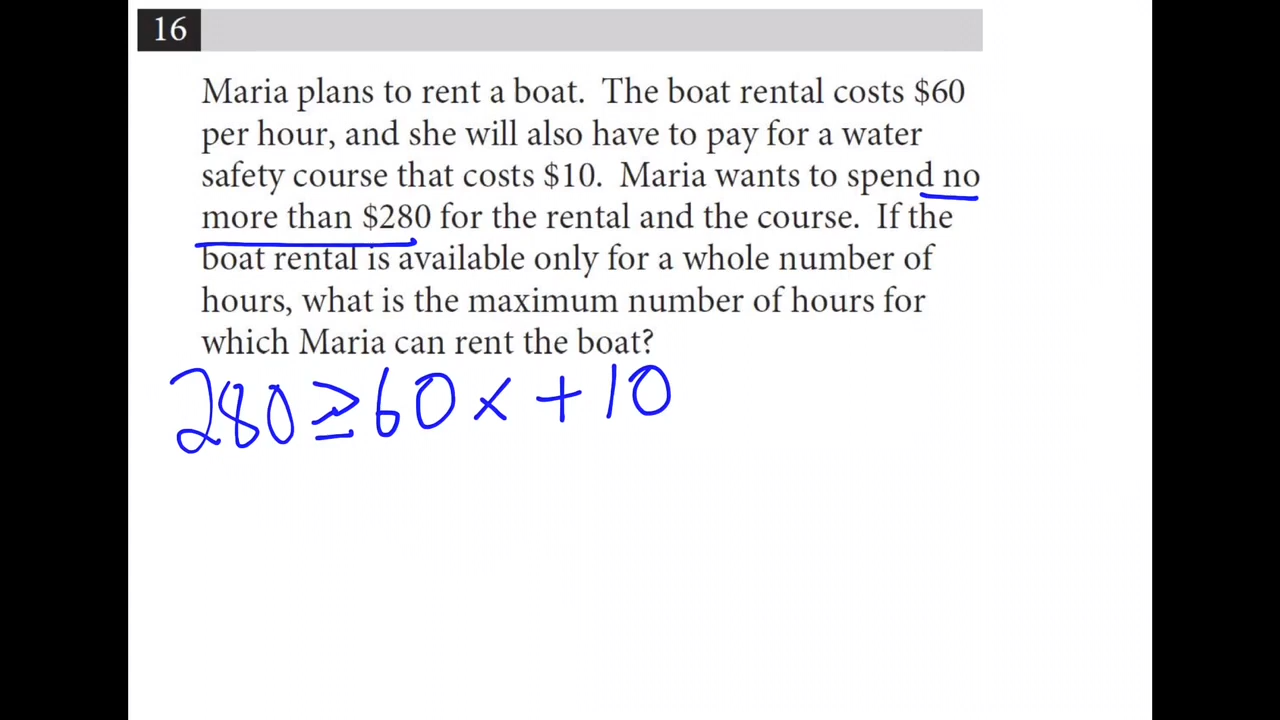 16
Maria plans to rent a boat. The boat rental costs $60
per hour, and she will also have to pay for a water
safety course that costs $10. Maria wants to spend no
more than $280 for the rental and the course. If the
boat rental is available only for a whole number of
hours, what is the maximum number of hours for
which Maria can rent the boat?
280 ≥ 60x + 10